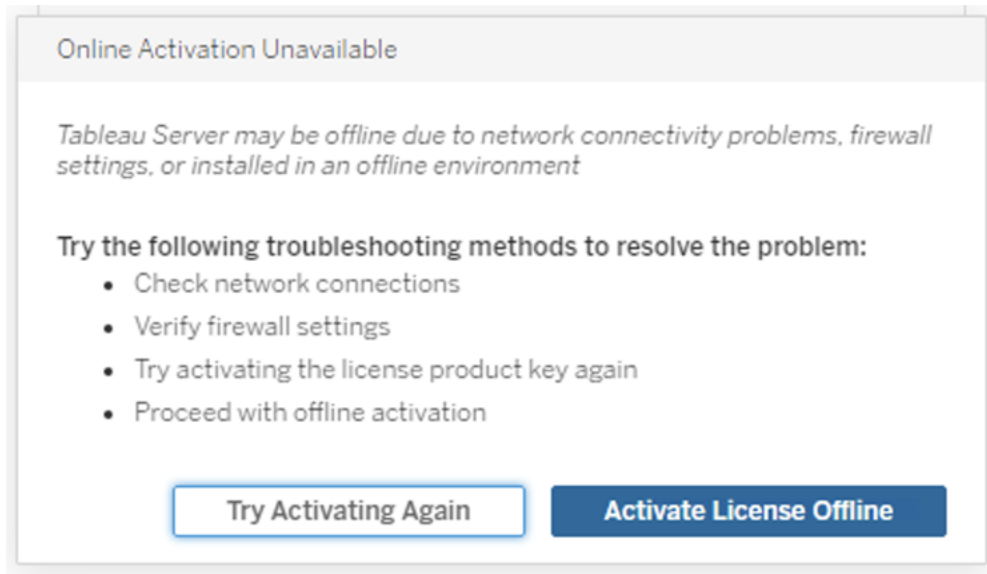 Online Activation Unavailable
Tableau Server may be offline due to network connectivity problems, firewall
settings, or installed in an offline environment
Try the following troubleshooting methods to resolve the problem:
• Check network connections
• Verify firewall settings
• Try activating the license product key again
• Proceed with offline activation
Try Activating Again
Activate License Offline